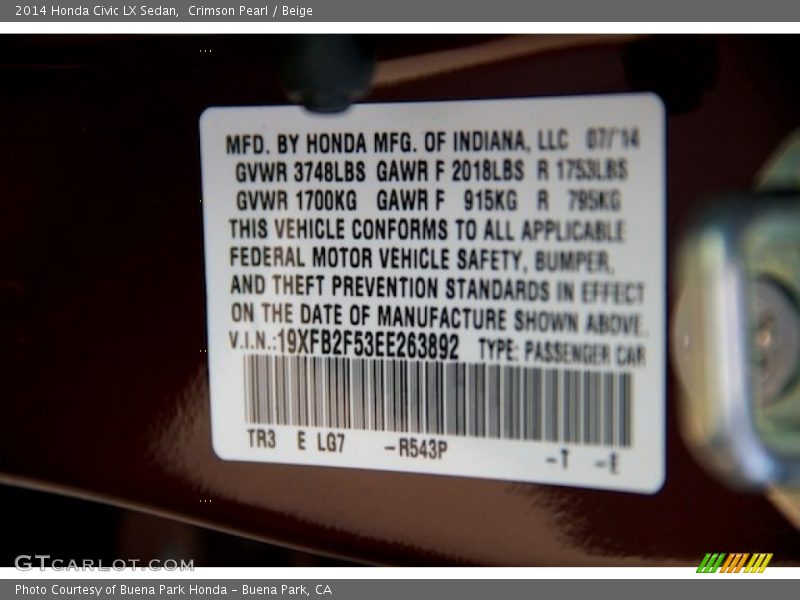 2014 Honda Civic LX Sedan,  Crimson Pearl / Beige
MFD. BY HONDA MFG. OF INDIANA, LLC 07/'14
GVWR 3748LBS GAWR F 2018LBS R 1753LBS
GVWR 1700KG GAWR F 915KG R 795KG
THIS VEHICLE CONFORMS TO ALL APPLICABLE
FEDERAL MOTOR VEHICLE SAFETY, BUMPER,
AND THEFT PREVENTION STANDARDS IN EFFECT
ON THE DATE OF MANUFACTURE SHOWN ABOVE.
V.I.N.:19XFB2F53EE263892 TYPE: PASSENGER CAR
TR3 E LG7 -R543P
-T -E
GTCARLOT.COM
Photo Courtesy of Buena Park Honda - Buena Park, CA